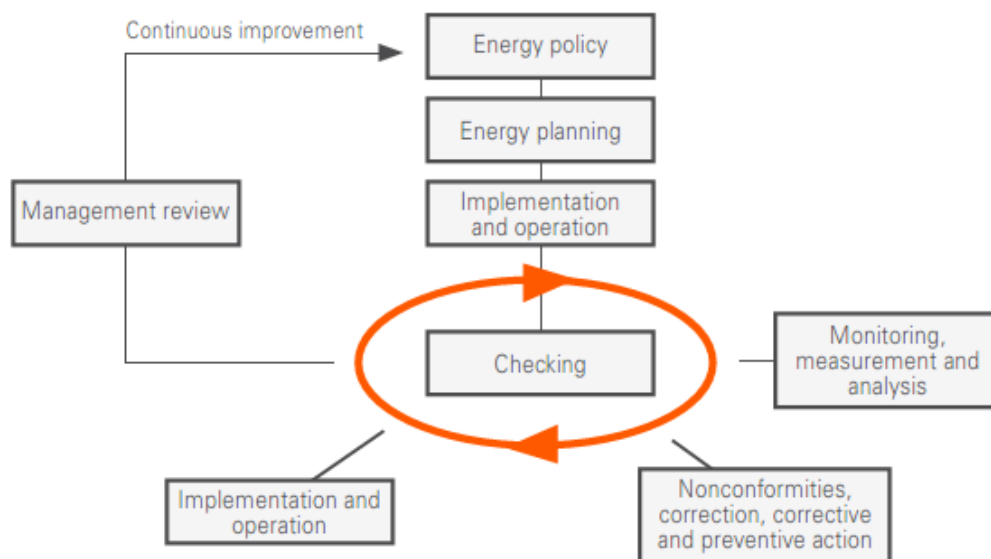 Continuous improvement
Energy policy
Energy planning
Implementation
and operation
Management review
Checking
Monitoring,
measurement and
analysis
Implementation and
operation
Nonconformities,
correction, corrective
and preventive action